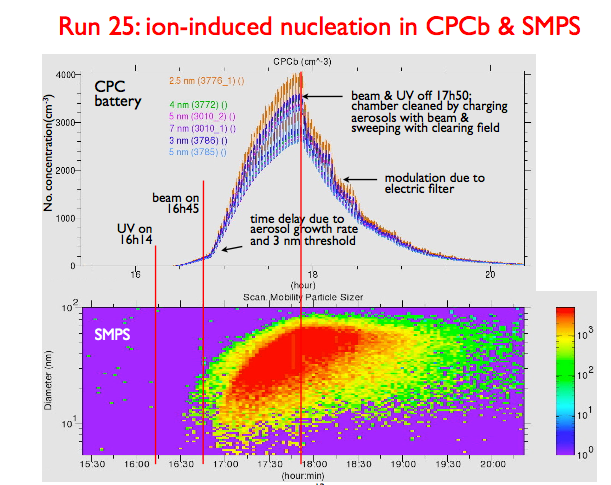 Run 25: ion-induced nucleation in CPCb & SMPS
CPCb (cm^-3)
CPC
battery
2.5 nm (3776_1) ()
4 nm (3772) ()
5 nm (3010_2) ()
7 nm (3010_1) ()
3 nm (3786) ()
5 nm (3785) ()
beam & UV off 17h50;
chamber cleaned by charging
aerosols with beam &
sweeping with clearing field
modulation due to
electric filter
beam on
16h45
UV on
16h14
time delay due to
aerosol growth rate
and 3 nm threshold
No. concentration(cm-3)
4000
3000
2000
1000
0
16
17
18
20
(hour)
Scan_Mobility Particle Sizer
SMPS
Diameter (nm)
10^2
10^1
15:30 16:00 16:30 17:00 17:30 18:00 18:30 19:00 19:30 20:00
(hour:min)
10^3
10^2
10^1
10^0